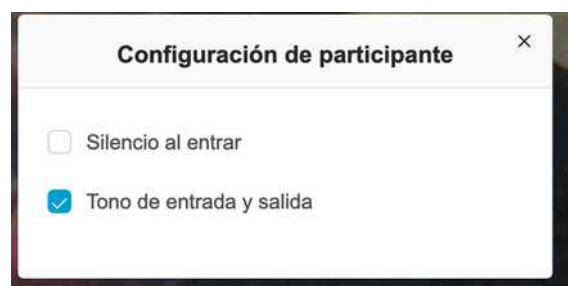 Configuración de participante
Silencio al entrar
Tono de entrada y salida